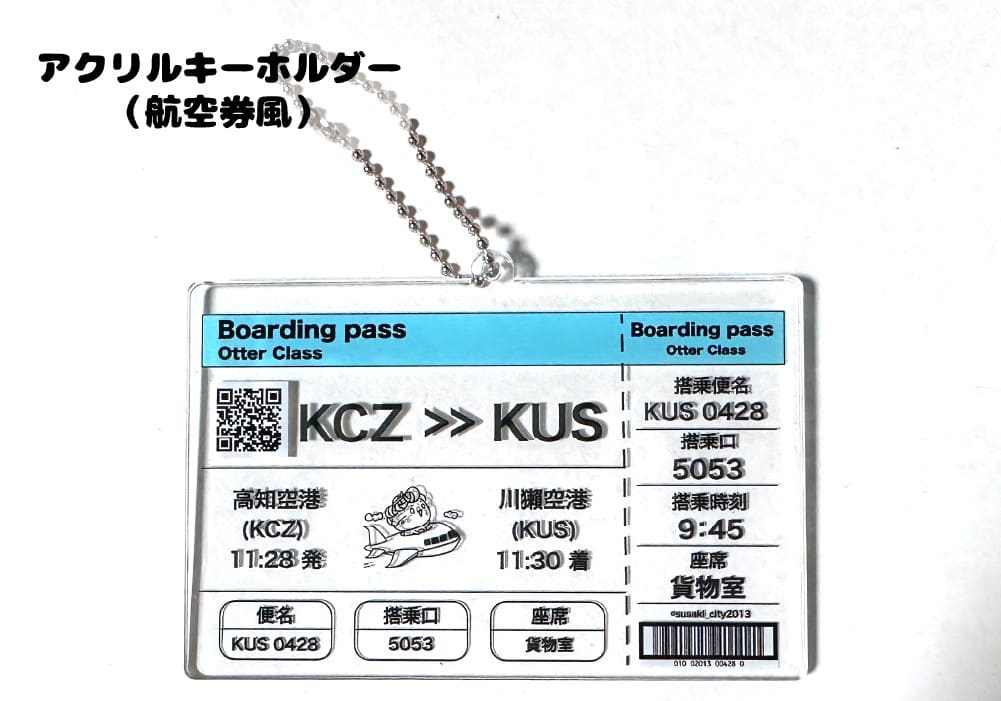 アクリルキーホルダー
（航空券風）
Boarding pass
Otter Class
KCZ >> KUS
高知空港
(KCZ)
11:28 発
川獺空港
(KUS)
11:30 着
便名
KUS 0428
搭乗口
5053
座席
貨物室
Boarding pass
Otter Class
搭乗便名
KUS 0428
搭乗口
5053
搭乗時刻
9:45
座席
貨物室
@susaki_city2013
010 02013 00428 0